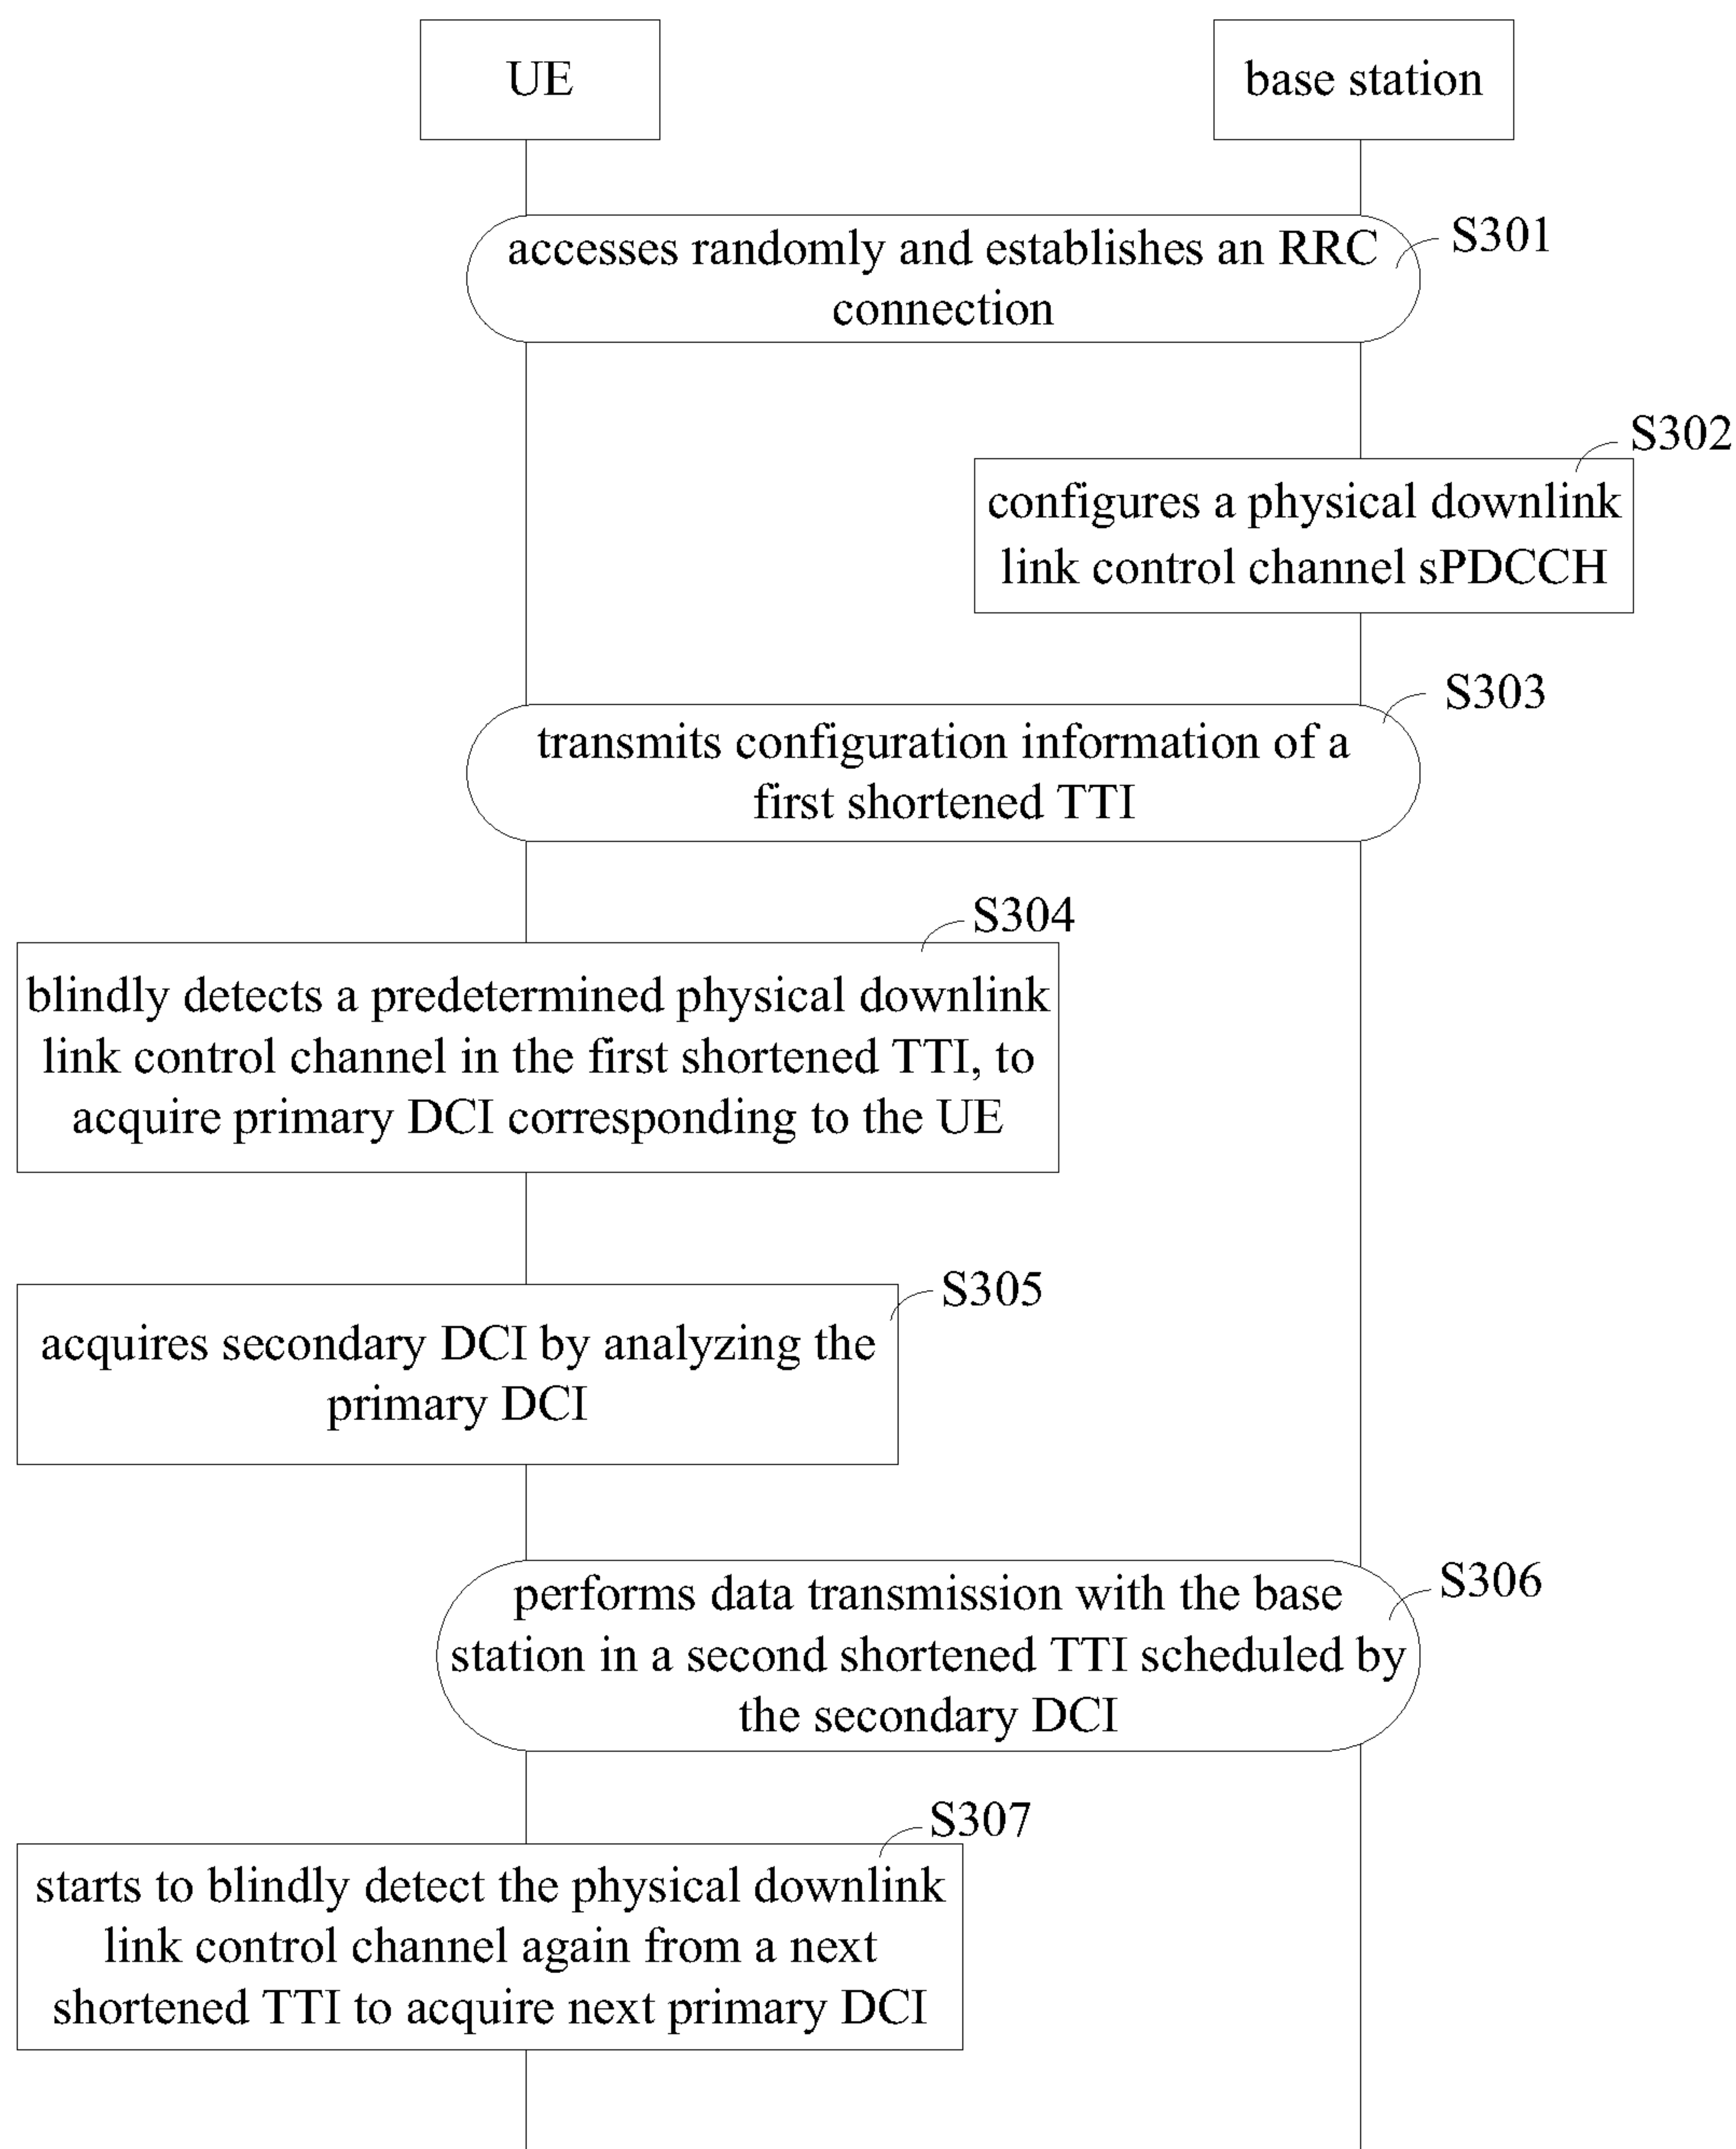 UE
base station
accesses randomly and establishes an RRC
connection
S301
S302
configures a physical downlink
link control channel sPDCCH
S303
transmits configuration information of a
first shortened TTI
S304
blindly detects a predetermined physical downlink
link control channel in the first shortened TTI, to
acquire primary DCI corresponding to the UE
S305
acquires secondary DCI by analyzing the
primary DCI
S306
performs data transmission with the base
station in a second shortened TTI scheduled by
the secondary DCI
S307
starts to blindly detect the physical downlink
link control channel again from a next
shortened TTI to acquire next primary DCI